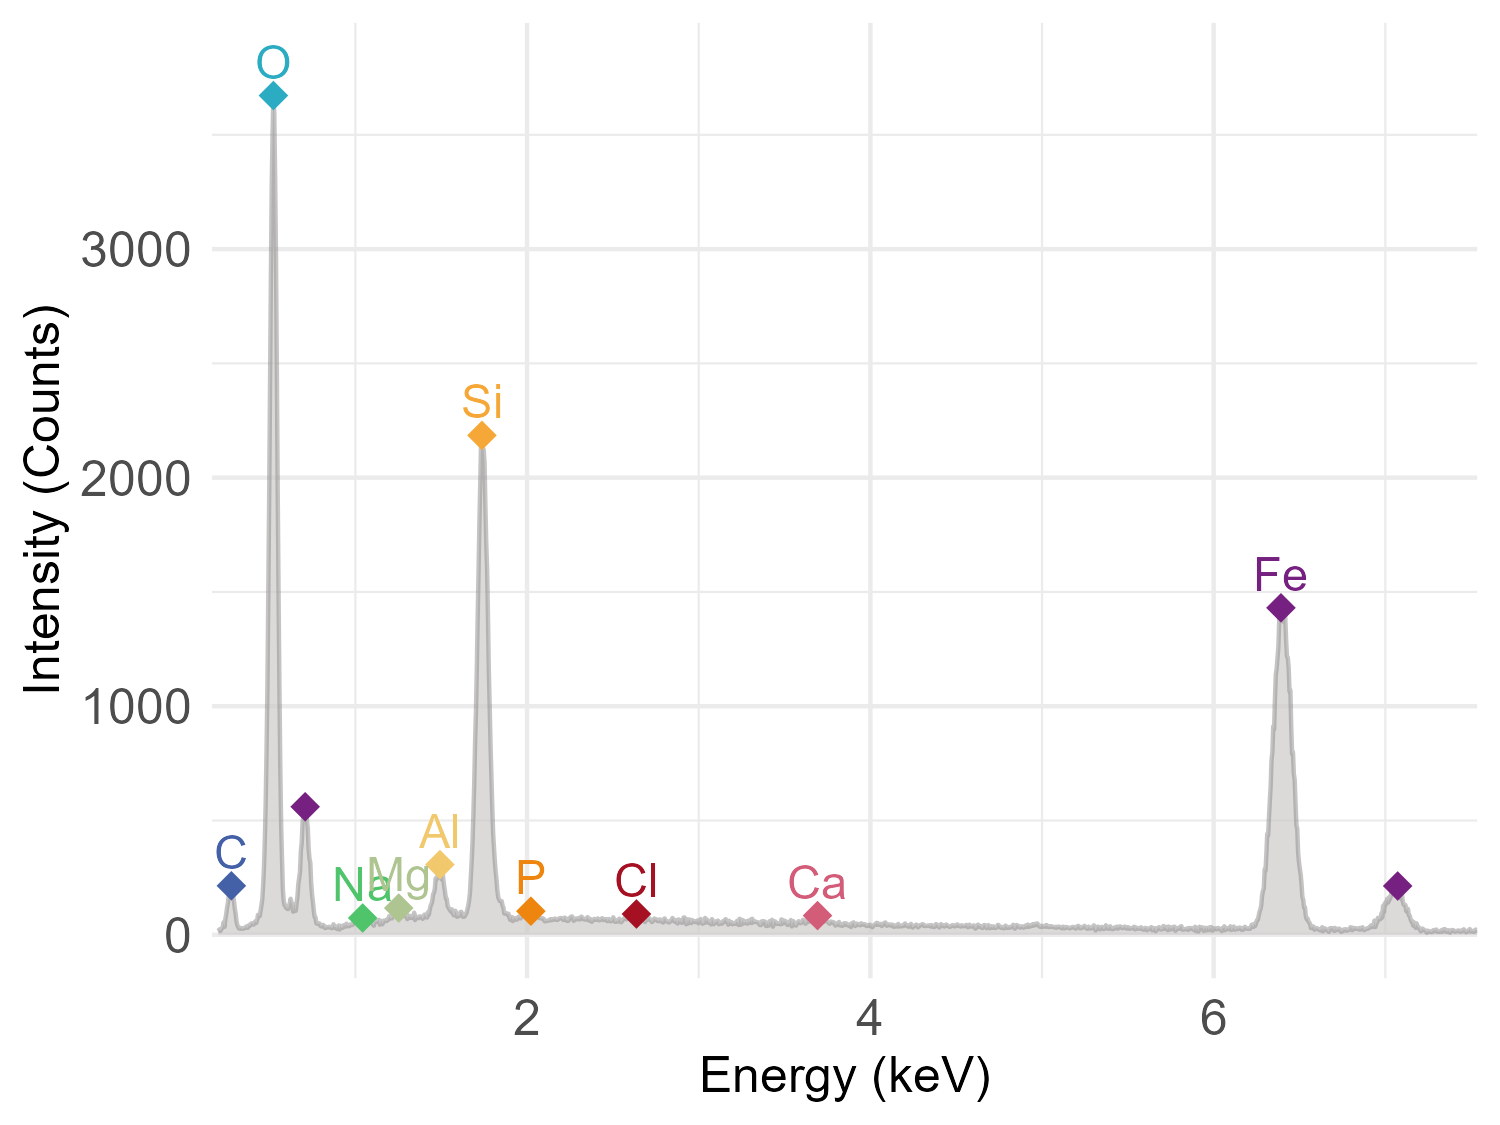 O
3000
Si
2000
Fe
1000
C
Na
Mg
Al
P
Cl
Ca
0
2
4
6
Energy (keV)
Intensity (Counts)